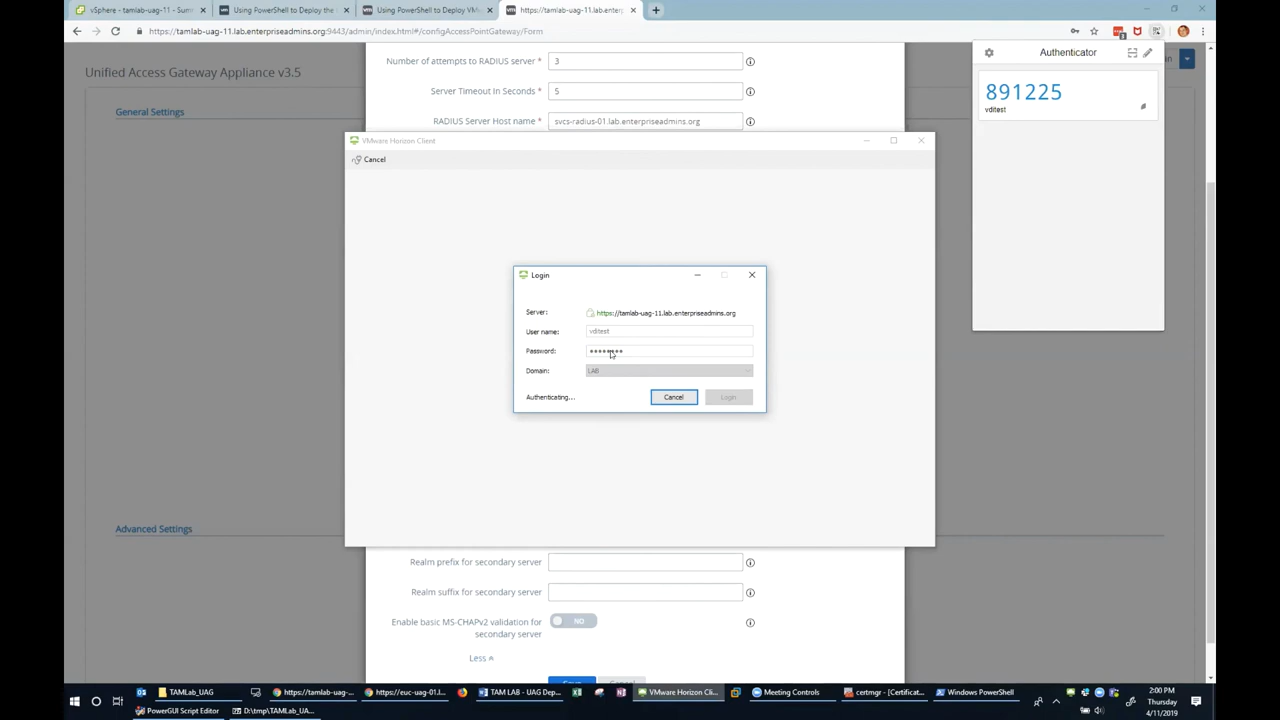 vSphere - tamlab-uag-11 - Sum
Using PowerShell to Deploy the
Using PowerShell to Deploy VM
https://tamlab-uag-11.lab.enterp
https://tamlab-uag-11.lab.enterpriseadmins.org:9443/admin/index.html#/configAccessPointGateway/Form
Unified Access Gateway Appliance v3.5
General Settings
Number of attempts to RADIUS server * 3
Server Timeout In Seconds * 5
RADIUS Server Host name * svcs-radius-01.lab.enterpriseadmins.org
Authenticator
891225
vditest
VMware Horizon Client
Cancel
Login
Server: https://tamlab-uag-11.lab.enterpriseadmins.org
User name: vditest
Password: ••••••••
Domain: LAB
Authenticating... Cancel Login
Advanced Settings
Realm prefix for secondary server
Realm suffix for secondary server
Enable basic MS-CHAPv2 validation for NO
secondary server
Less
TAMLab_UAG
https://tamlab-uag-...
https://euc-uag-01.l...
TAM LAB - UAG Dep...
VMware Horizon Cli...
Meeting Controls
certmgr - [Certificat...
Windows PowerShell
PowerGUI Script Editor
D:\tmp\TAMLab_UA...
2:00 PM
Thursday
4/11/2019